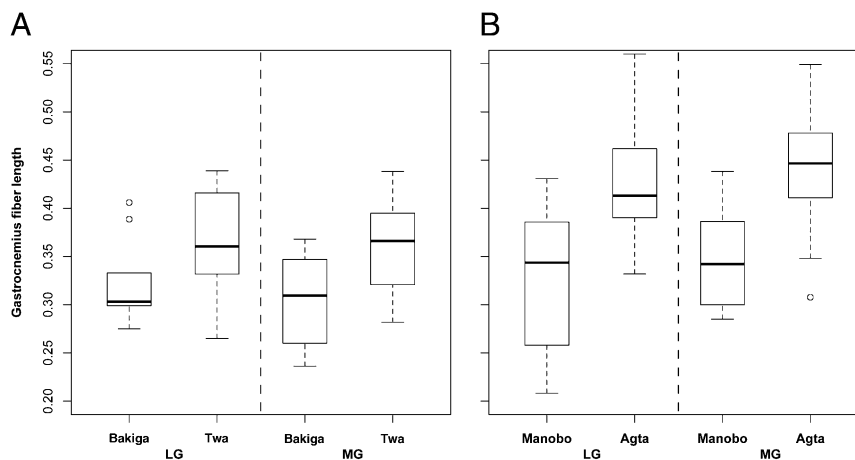 A
B
Gastrocnemius fiber length
0.55
0.50
0.45
0.40
0.35
0.30
0.25
0.20
Bakiga Twa Bakiga Twa
LG MG
Manobo Agta Manobo Agta
LG MG